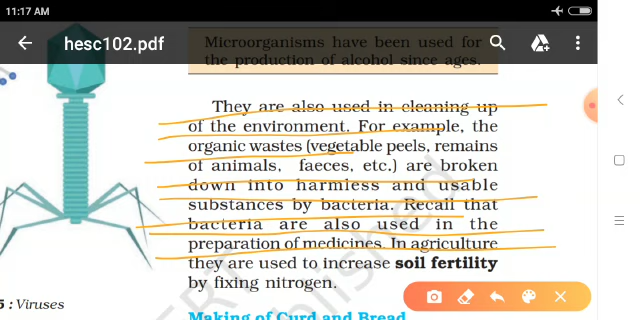 11:17 AM
hesc102.pdf
Microorganisms have been used for
the production of alcohol since ages.
They are also used in cleaning up
of the environment. For example, the
organic wastes (vegetable peels, remains
of animals, faeces, etc.) are broken
down into harmless and usable
substances by bacteria. Recall that
bacteria are also used in the
preparation of medicines. In agriculture
they are used to increase soil fertility
by fixing nitrogen.
5 : Viruses
Making of Curd and Bread